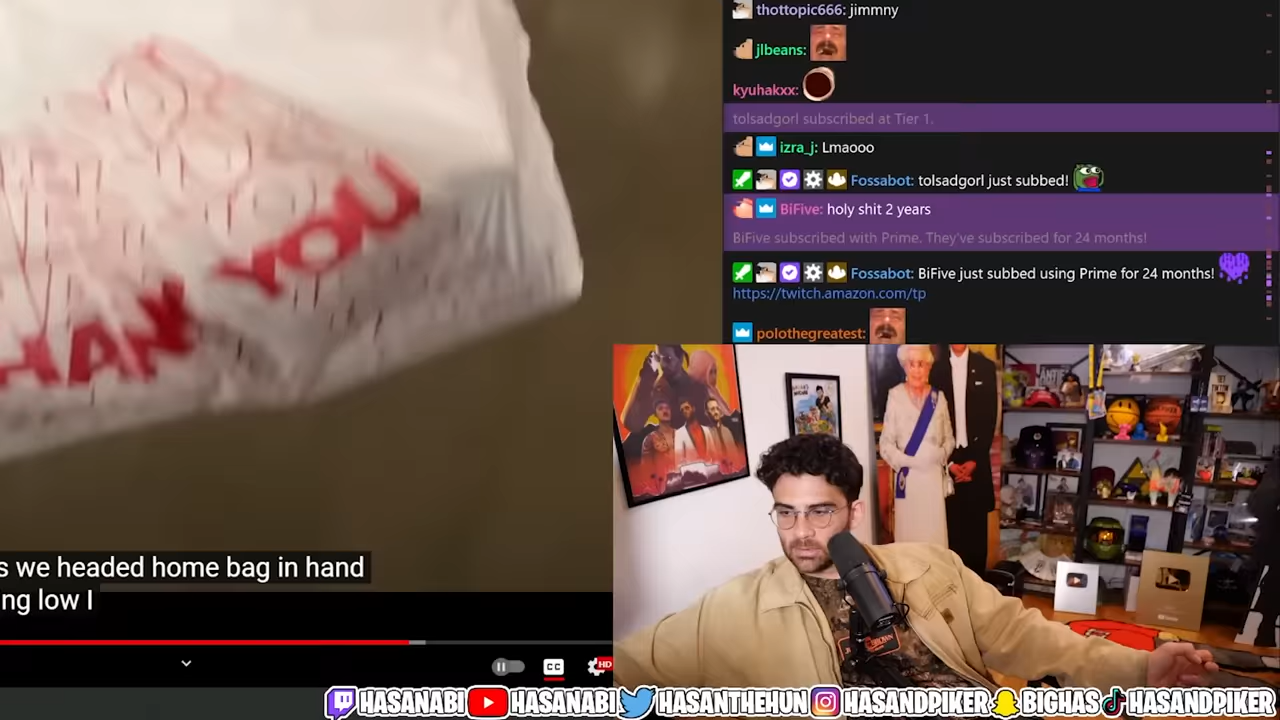 thottopic666: jimmny
jlbeans:
kyuhakxx:
tolsadgorl subscribed at Tier 1.
izra_j: Lmaooo
Fossabot: tolsadgorl just subbed!
BiFive: holy shit 2 years
BiFive subscribed with Prime. They've subscribed for 24 months!
Fossabot: BiFive just subbed using Prime for 24 months!
https://twitch.amazon.com/tp
polothegreatest:
HANK YOU
s we headed home bag in hand
ng low I
CC
HD
HASANABI HASANABI HASANTHEHUN HASANDPIKER BIGHAS HASANDPIKER